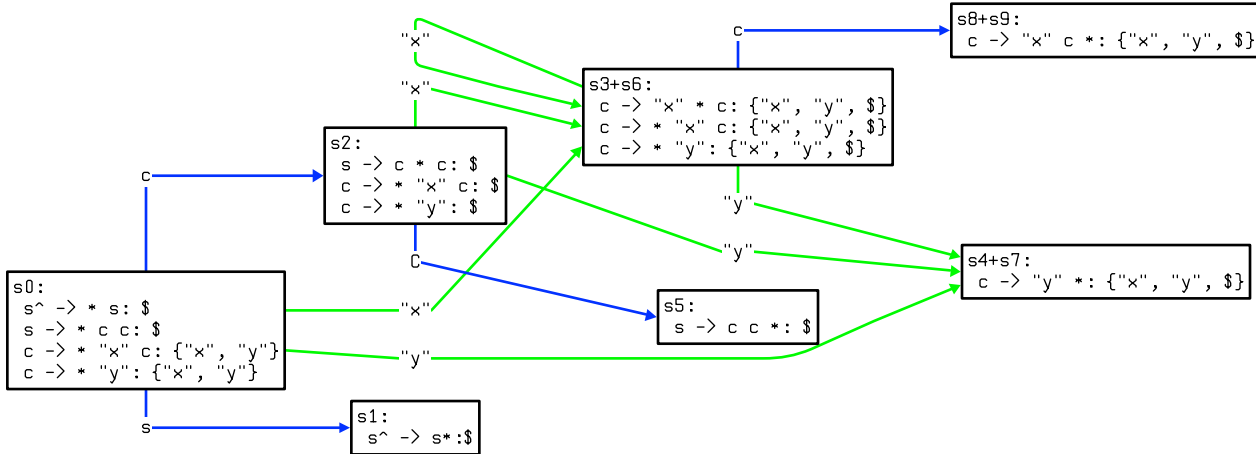 s8+s9:
c -> "x" c *: {"x", "y", $}
c
"x"
"x"
s3+s6:
c -> "x" * c: {"x", "y", $}
c -> * "x" c: {"x", "y", $}
c -> * "y": {"x", "y", $}
s2:
s -> c * c: $
c -> * "x" c: $
c -> * "y": $
c
"y"
"y"
C
s4+s7:
c -> "y" *: {"x", "y", $}
s0:
s^ -> * s: $
s -> * c c: $
c -> * "x" c: {"x", "y"}
c -> * "y": {"x", "y"}
"x"
"y"
s5:
s -> c c *: $
s
s1:
s^ -> s*:$